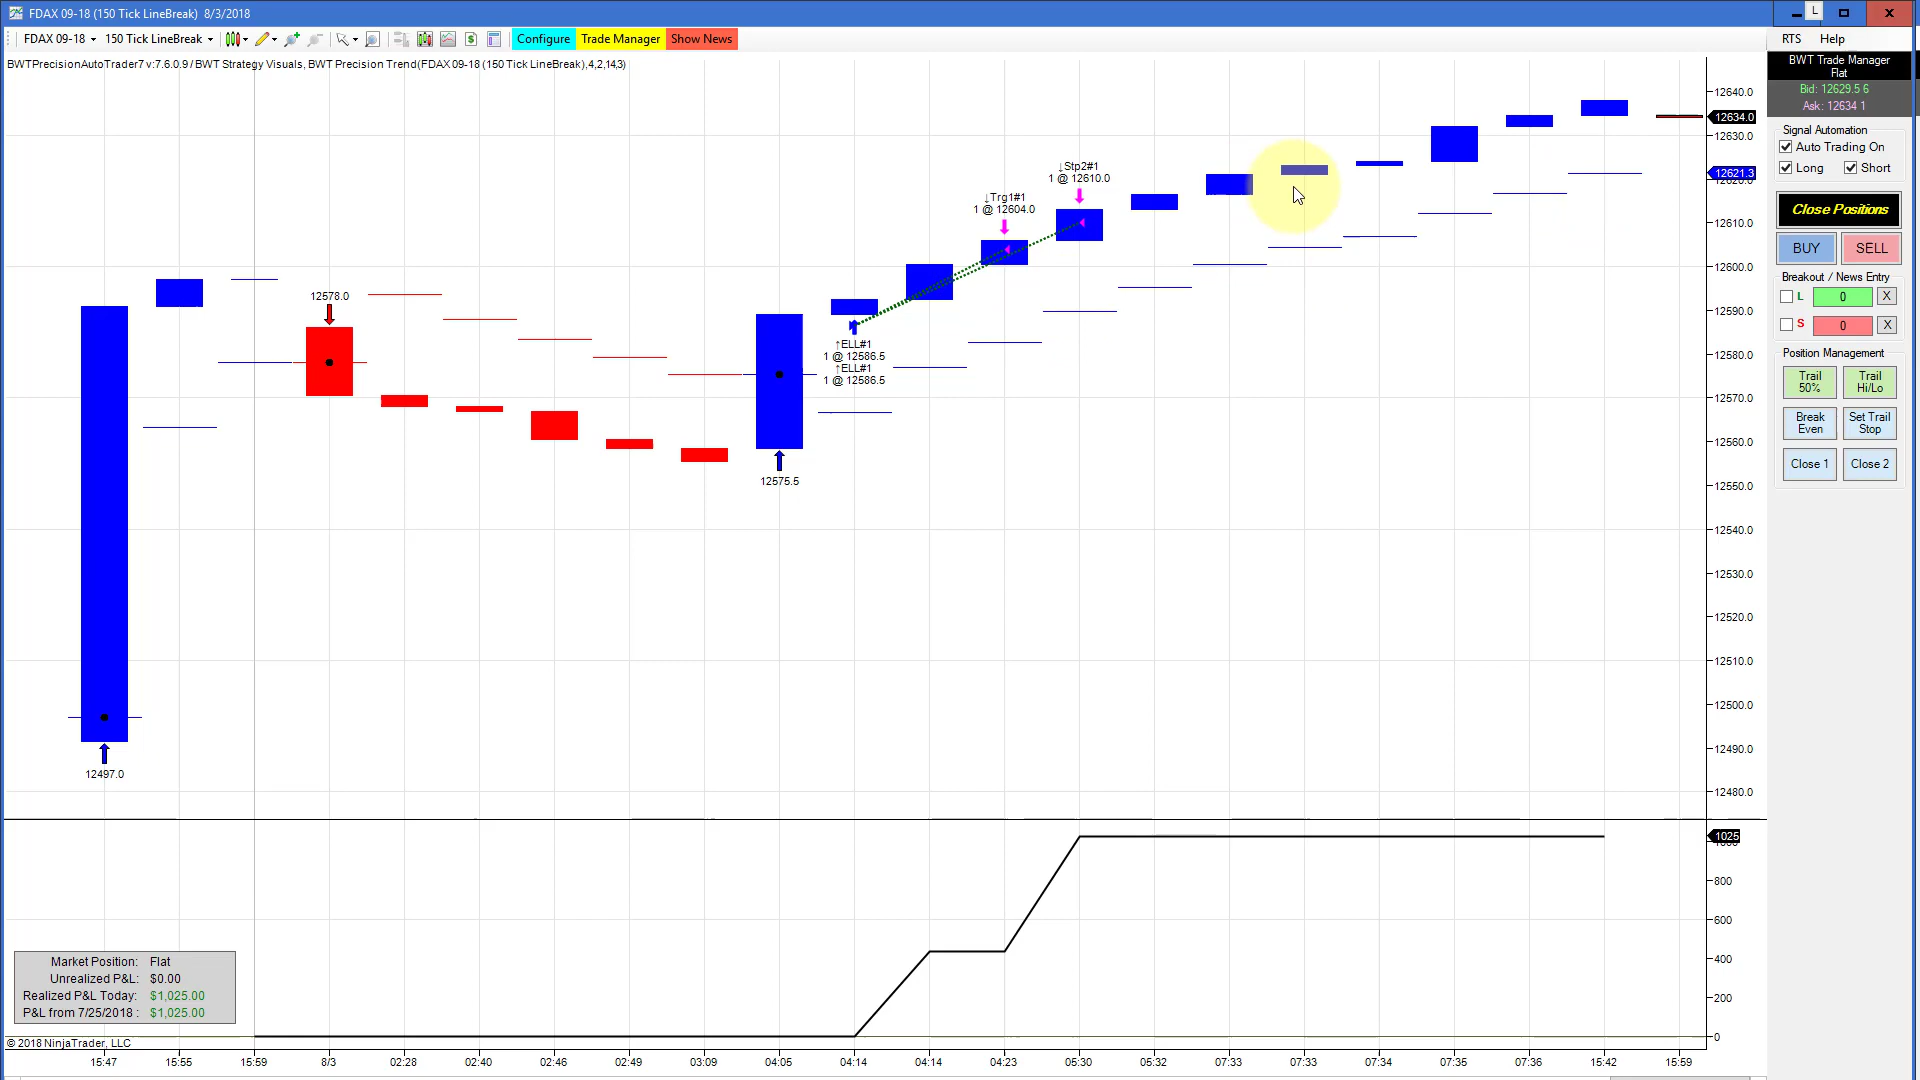 FDAX 09-18 (150 Tick LineBreak)  8/3/2018
L
X
FDAX 09-18
150 Tick LineBreak
Configure
Trade Manager
Show News
RTS
Help
BWTPrecisionAutoTrader7 v:7.6.0.9 / BWT Strategy Visuals, BWT Precision Trend(FDAX 09-18 (150 Tick LineBreak),4,2,14,3)
BWT Trade Manager
Flat
Bid: 12629.5 6
Ask: 12634 1
Signal Automation
Auto Trading On
Long
Short
Close Positions
BUY
SELL
Breakout / News Entry
L
0
X
S
0
X
Position Management
Trail
50%
Trail
Hi/Lo
Break
Even
Set Trail
Stop
Close 1
Close 2
12640.0
12634.0
12630.0
12621.3
12610.0
12600.0
12590.0
12580.0
12570.0
12560.0
12550.0
12540.0
12530.0
12520.0
12510.0
12500.0
12490.0
12480.0
↓Stp2#1
1 @ 12610.0
↓Trg1#1
1 @ 12604.0
12578.0
↑ELL#1
1 @ 12586.5
↑ELL#1
1 @ 12586.5
12575.5
12497.0
1025
800
600
400
200
0
Market Position: Flat
Unrealized P&L: $0.00
Realized P&L Today: $1,025.00
P&L from 7/25/2018 : $1,025.00
© 2018 NinjaTrader, LLC
15:47
15:55
15:59
8/3
02:28
02:40
02:46
02:49
03:09
04:05
04:14
04:14
04:23
05:30
05:32
07:33
07:33
07:34
07:35
07:36
15:42
15:59